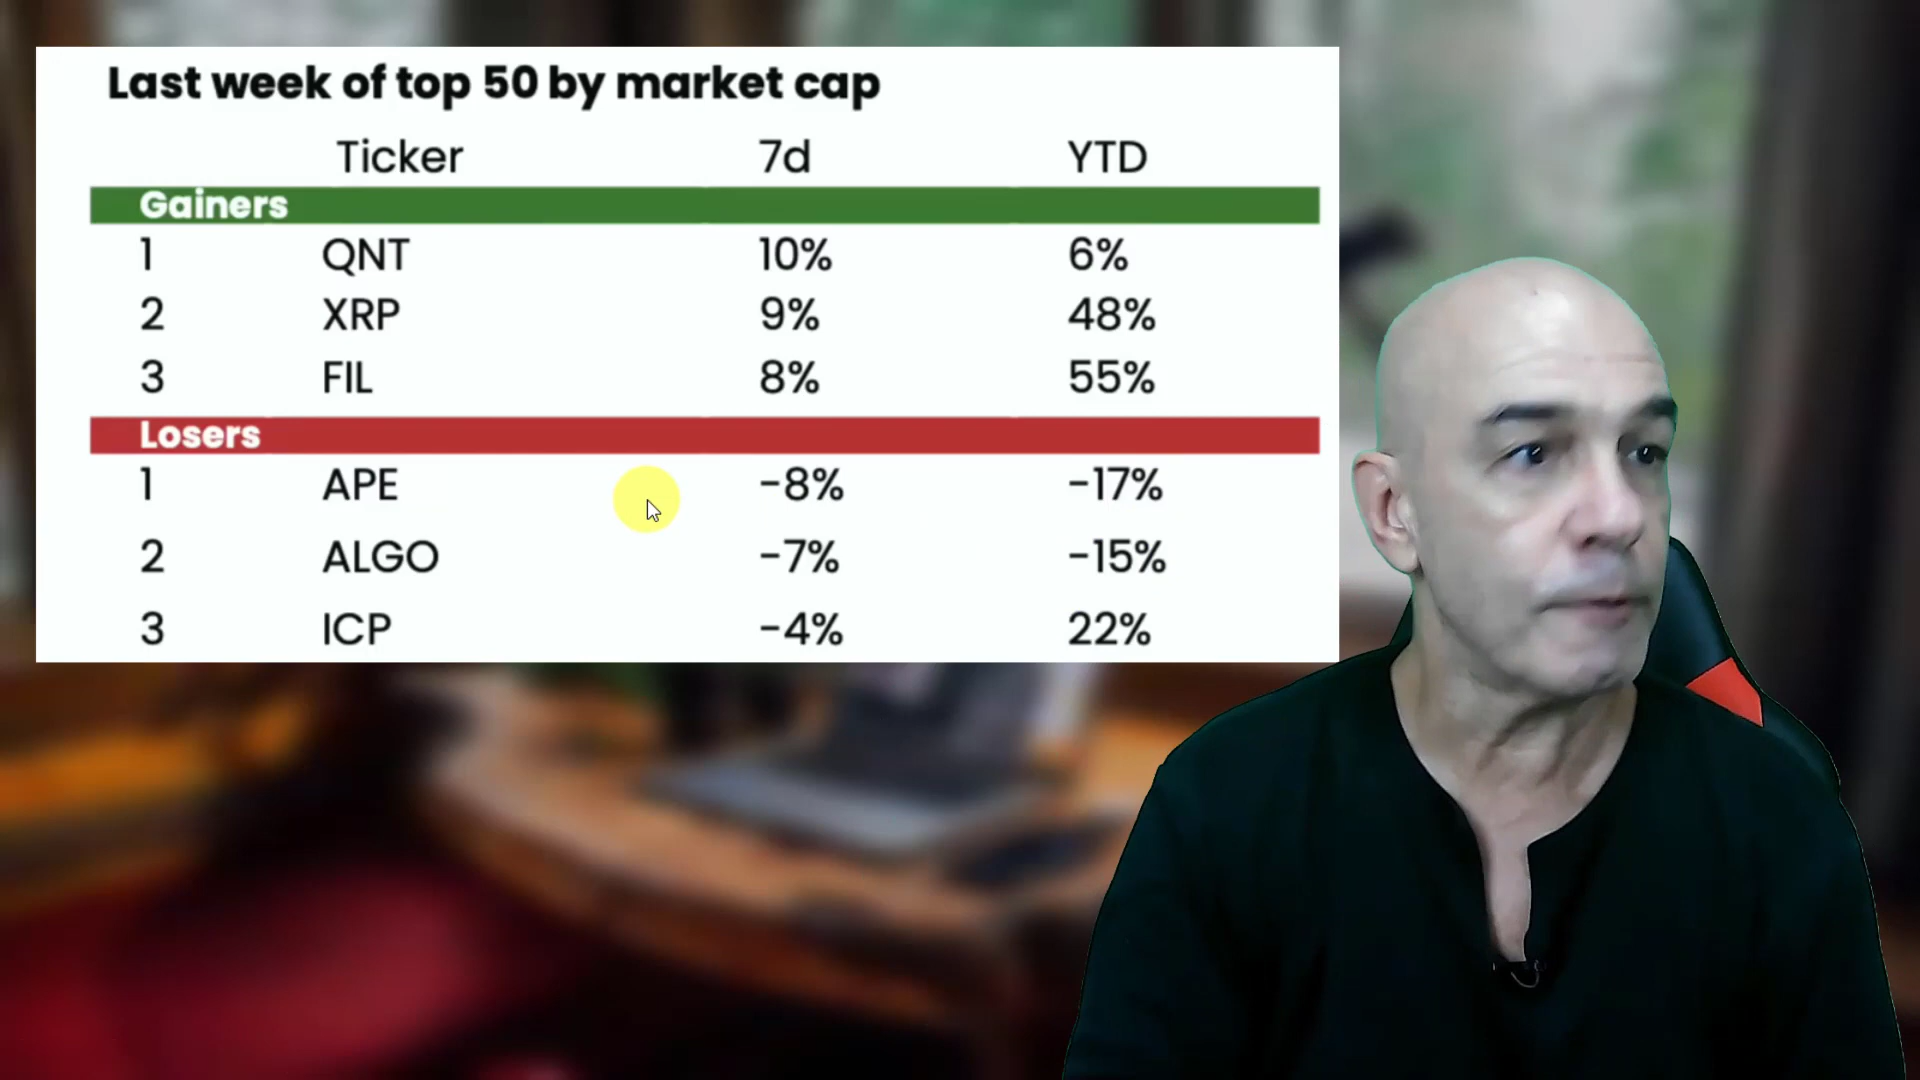 Last week of top 50 by market cap
Ticker 7d YTD
Gainers
1 QNT 10% 6%
2 XRP 9% 48%
3 FIL 8% 55%
Losers
1 APE -8% -17%
2 ALGO -7% -15%
3 ICP -4% 22%